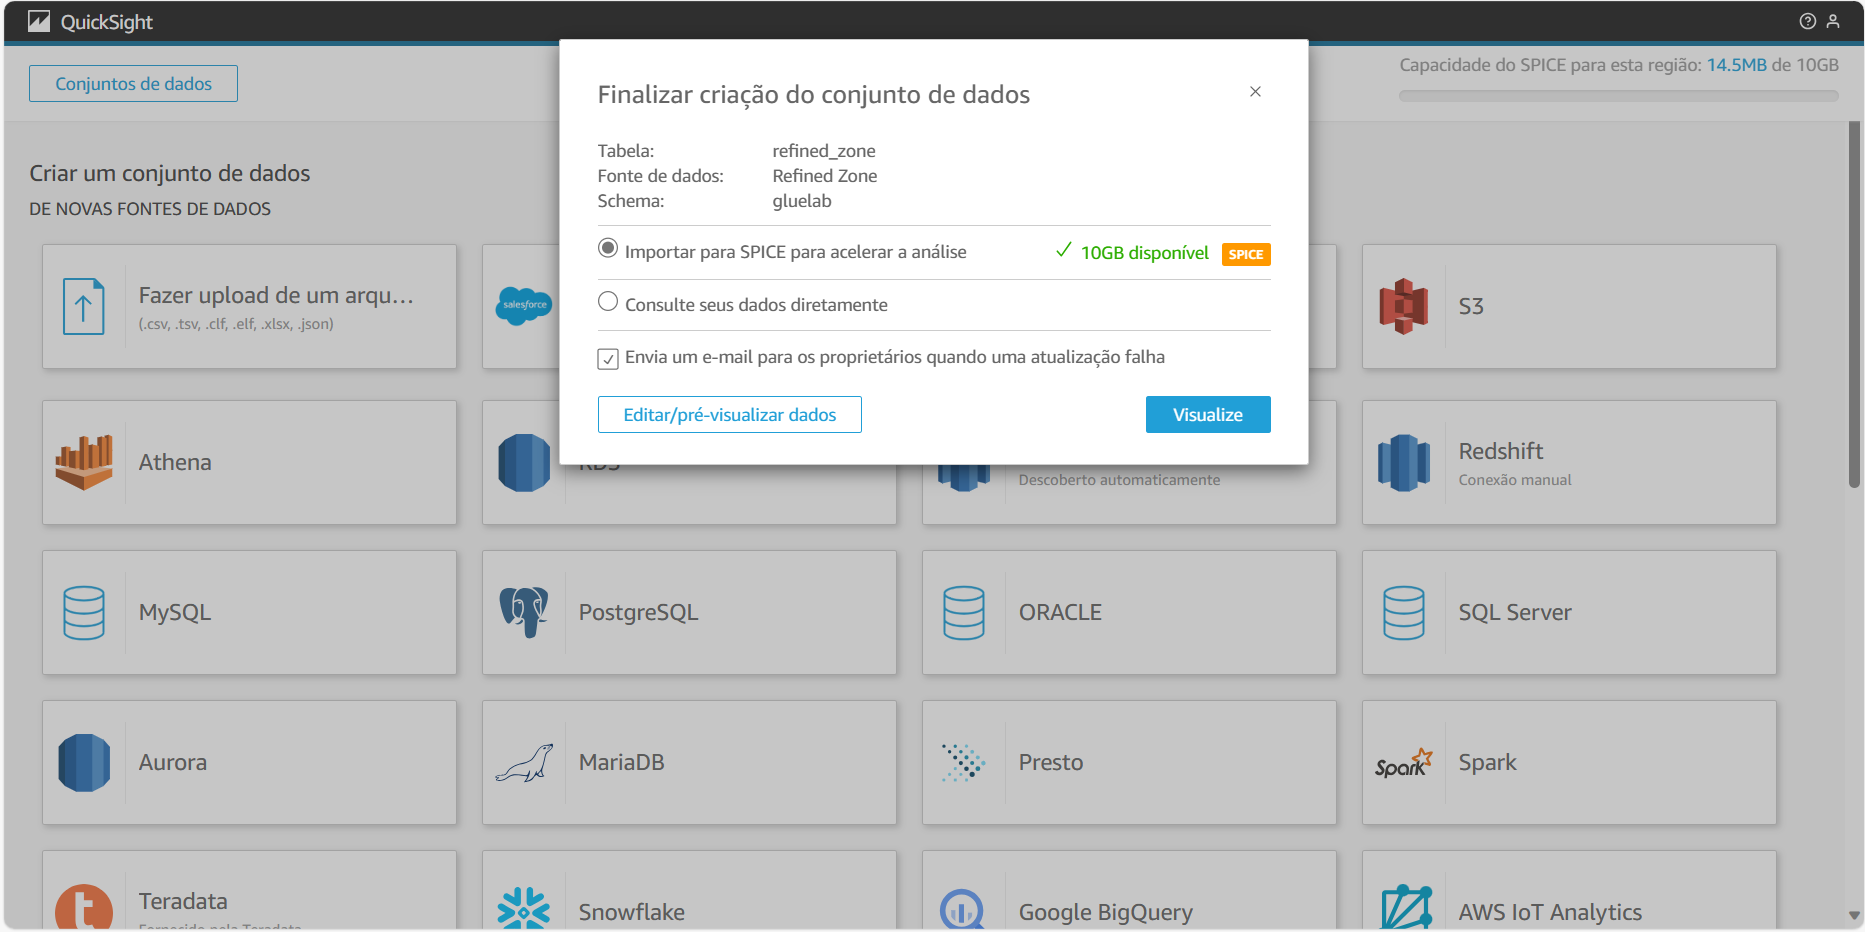 QuickSight
Conjuntos de dados
Capacidade do SPICE para esta região: 14.5MB de 10GB
Finalizar criação do conjunto de dados
Tabela: refined_zone
Fonte de dados: Refined Zone
Schema: gluelab
Importar para SPICE para acelerar a análise 10GB disponível SPICE
Consulte seus dados diretamente
Envia um e-mail para os proprietários quando uma atualização falha
Editar/pré-visualizar dados Visualize
Criar um conjunto de dados
DE NOVAS FONTES DE DADOS
Fazer upload de um arqu...
(.csv, .tsv, .clf, .elf, .xlsx, .json)
salesforce
S3
Athena
RDS
Descoberto automaticamente
Redshift
Conexão manual
MySQL
PostgreSQL
ORACLE
SQL Server
Aurora
MariaDB
Presto
Spark
Spark
Teradata
Fornecido pela Teradata
Snowflake
Google BigQuery
AWS IoT Analytics